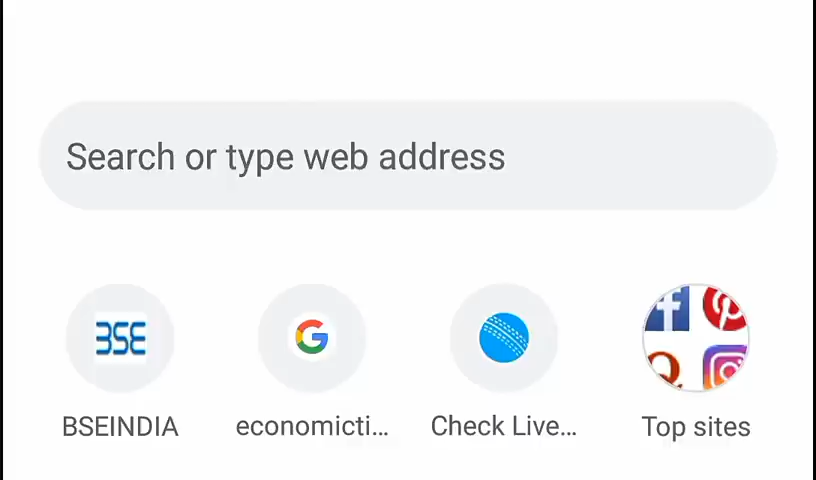 Search or type web address
BSE
BSEINDIA
economicti...
Check Live...
Top sites